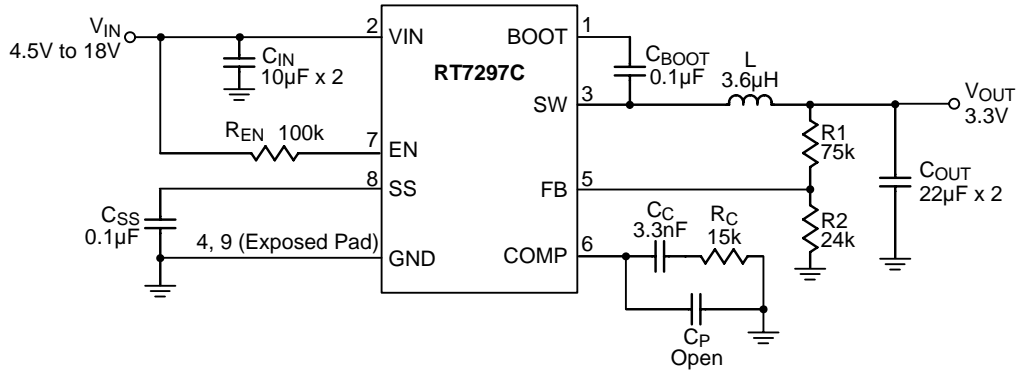 VIN
4.5V to 18V
CIN
10µF x 2
REN 100k
CSS
0.1µF
4, 9 (Exposed Pad)
2
7
8
VIN
EN
SS
GND
RT7297C
BOOT
SW
FB
COMP
1
3
5
6
CBOOT
0.1µF
L
3.6µH
VOUT
3.3V
R1
75k
COUT
22µF x 2
R2
24k
CC
3.3nF
RC
15k
CP
Open